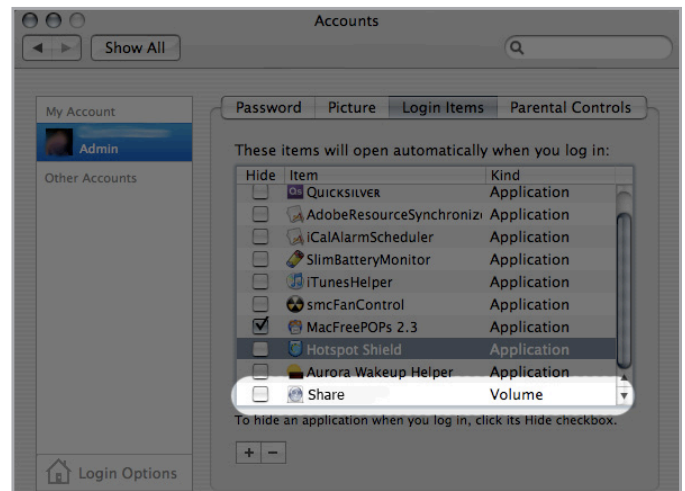 Accounts
Show All
My Account
Password Picture Login Items Parental Controls
Admin
These items will open automatically when you log in:
Other Accounts
Hide Item Kind
Quicksilver Application
AdobeResourceSynchroniz Application
iCalAlarmScheduler Application
SlimBatteryMonitor Application
iTunesHelper Application
smcFanControl Application
MacFreePOPs 2.3 Application
Hotspot Shield Application
Aurora Wakeup Helper Application
Share Volume
To hide an application when you log in, click its Hide checkbox.
+ −
Login Options